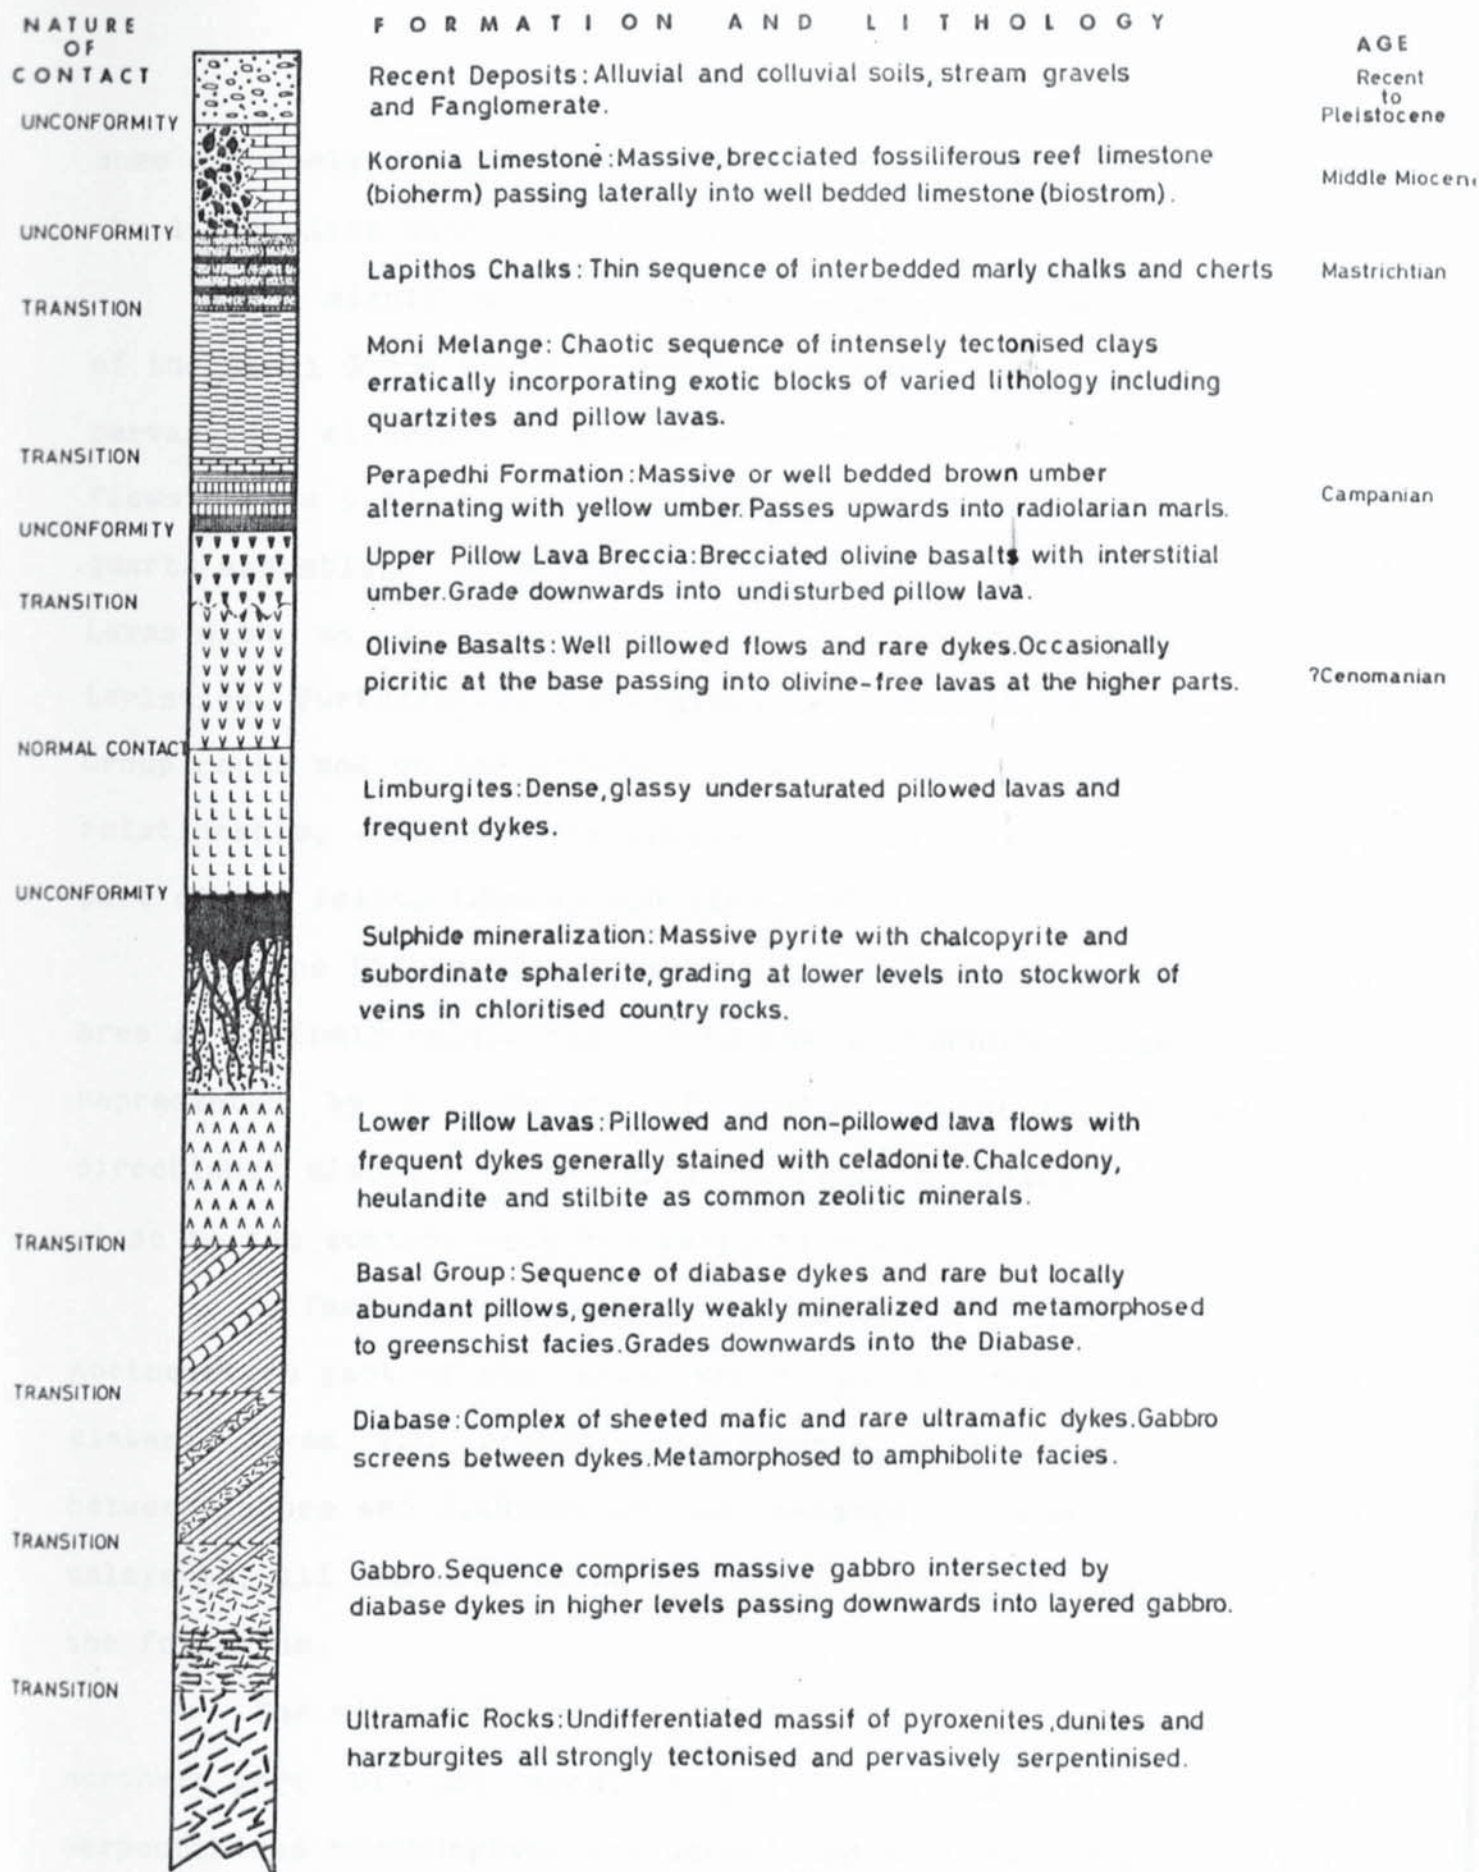 NATURE
OF
CONTACT
FORMATION AND LITHOLOGY
AGE
Recent Deposits: Alluvial and colluvial soils, stream gravels
and Fanglomerate.
Recent
to
Pleistocene
UNCONFORMITY
Koronia Limestone: Massive, brecciated fossiliferous reef limestone
(bioherm) passing laterally into well bedded limestone (biostrom).
Middle Miocen
UNCONFORMITY
Lapithos Chalks: Thin sequence of interbedded marly chalks and cherts
Mastrichtian
TRANSITION
Moni Melange: Chaotic sequence of intensely tectonised clays
erratically incorporating exotic blocks of varied lithology including
quartzites and pillow lavas.
TRANSITION
Perapedhi Formation: Massive or well bedded brown umber
alternating with yellow umber. Passes upwards into radiolarian marls.
Campanian
UNCONFORMITY
Upper Pillow Lava Breccia: Brecciated olivine basalts with interstitial
umber. Grade downwards into undisturbed pillow lava.
TRANSITION
Olivine Basalts: Well pillowed flows and rare dykes. Occasionally
picritic at the base passing into olivine-free lavas at the higher parts.
?Cenomanian
NORMAL CONTACT
Limburgites: Dense, glassy undersaturated pillowed lavas and
frequent dykes.
UNCONFORMITY
Sulphide mineralization: Massive pyrite with chalcopyrite and
subordinate sphalerite, grading at lower levels into stockwork of
veins in chloritised country rocks.
Lower Pillow Lavas: Pillowed and non-pillowed lava flows with
frequent dykes generally stained with celadonite. Chalcedony,
heulandite and stilbite as common zeolitic minerals.
TRANSITION
Basal Group: Sequence of diabase dykes and rare but locally
abundant pillows, generally weakly mineralized and metamorphosed
to greenschist facies. Grades downwards into the Diabase.
TRANSITION
Diabase: Complex of sheeted mafic and rare ultramafic dykes. Gabbro
screens between dykes. Metamorphosed to amphibolite facies.
TRANSITION
Gabbro. Sequence comprises massive gabbro intersected by
diabase dykes in higher levels passing downwards into layered gabbro.
TRANSITION
Ultramafic Rocks: Undifferentiated massif of pyroxenites, dunites and
harzburgites all strongly tectonised and pervasively serpentinised.